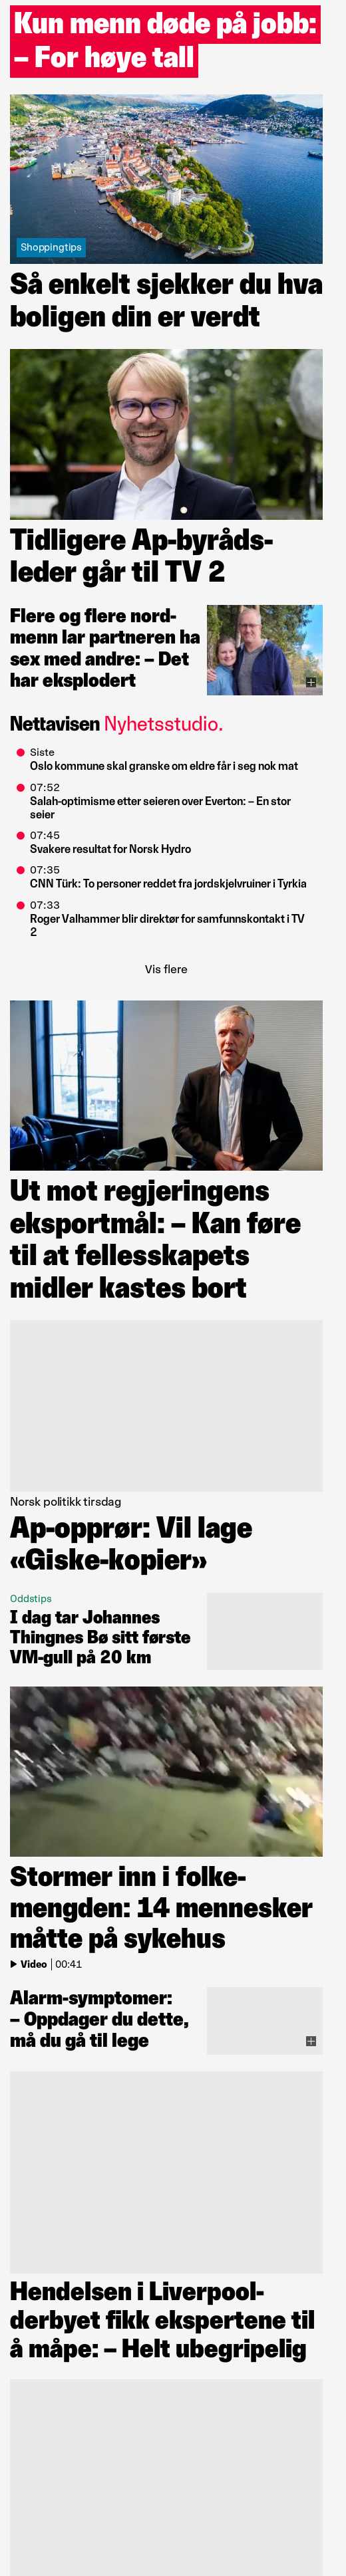 Kun menn døde på jobb:
– For høye tall
Shoppingtips
Så enkelt sjekker du hva
boligen din er verdt
Tidligere Ap-byråds-
leder går til TV 2
Flere og flere nord-
menn lar partneren ha
sex med andre: – Det
har eksplodert
Nettavisen Nyhetsstudio.
Siste
Oslo kommune skal granske om eldre får i seg nok mat
07:52
Salah-optimisme etter seieren over Everton: – En stor
seier
07:45
Svakere resultat for Norsk Hydro
07:35
CNN Türk: To personer reddet fra jordskjelvruiner i Tyrkia
07:33
Roger Valhammer blir direktør for samfunnskontakt i TV
2
Vis flere
Ut mot regjeringens
eksportmål: – Kan føre
til at fellesskapets
midler kastes bort
Norsk politikk tirsdag
Ap-opprør: Vil lage
«Giske-kopier»
Oddstips
I dag tar Johannes
Thingnes Bø sitt første
VM-gull på 20 km
Stormer inn i folke-
mengden: 14 mennesker
måtte på sykehus
Video 00:41
Alarm-symptomer:
– Oppdager du dette,
må du gå til lege
Hendelsen i Liverpool-
derbyet fikk ekspertene til
å måpe: – Helt ubegripelig